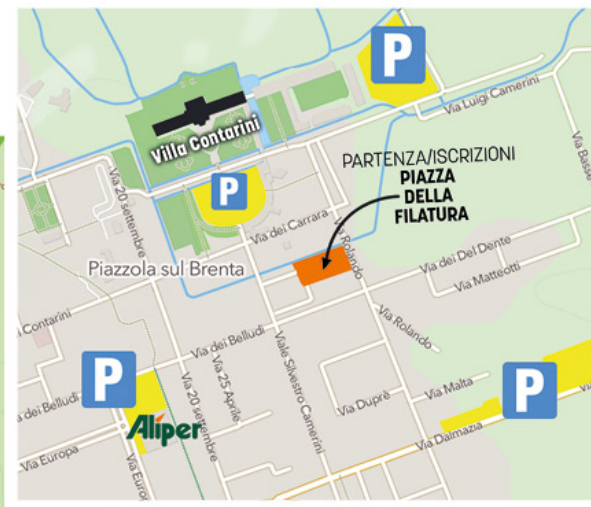 P
Via Luigi Camerini
Villa Contarini
Via Basse
PARTENZA/ISCRIZIONI
PIAZZA
DELLA
FILATURA
Via 20 settembre
P
Via dei Carrara
Via Rolando
Piazzola sul Brenta
Via dei Del Dente
Via Matteotti
i Contarini
Via dei Belludi
Via Rolando
P
Via 25 Aprile
Viale Silvestro Camerini
Via Malta
P
dei Belludi
Via Duprè
Aliper
Via 20 settembre
Via Dalmazia
Via Europa
Via Europ